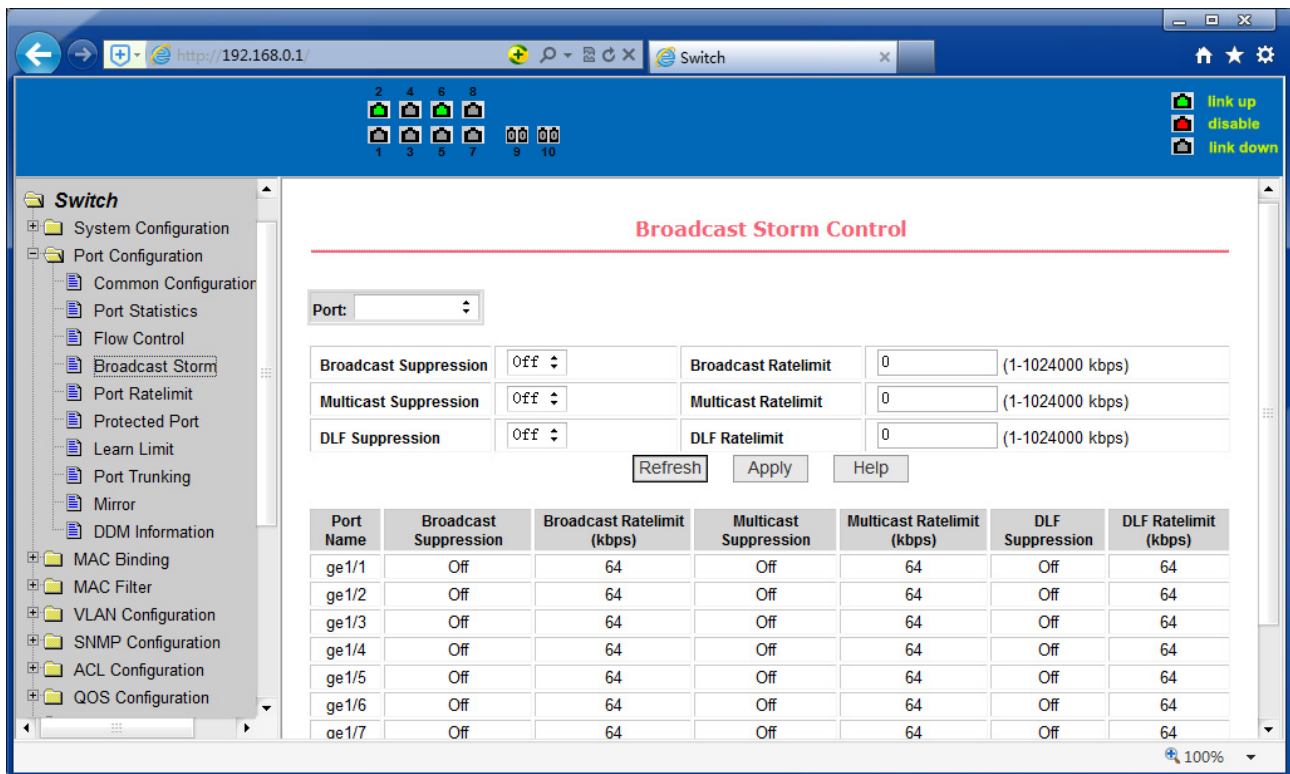 http://192.168.0.1/
Switch
2 4 6 8
1 3 5 7 9 10
link up
disable
link down
Switch
System Configuration
Port Configuration
Common Configuration
Port Statistics
Flow Control
Broadcast Storm
Port Ratelimit
Protected Port
Learn Limit
Port Trunking
Mirror
DDM Information
MAC Binding
MAC Filter
VLAN Configuration
SNMP Configuration
ACL Configuration
QOS Configuration
Broadcast Storm Control
Port:
Broadcast Suppression Off Broadcast Ratelimit 0 (1-1024000 kbps)
Multicast Suppression Off Multicast Ratelimit 0 (1-1024000 kbps)
DLF Suppression Off DLF Ratelimit 0 (1-1024000 kbps)
Refresh Apply Help
Port Name Broadcast Suppression Broadcast Ratelimit (kbps) Multicast Suppression Multicast Ratelimit (kbps) DLF Suppression DLF Ratelimit (kbps)
ge1/1 Off 64 Off 64 Off 64
ge1/2 Off 64 Off 64 Off 64
ge1/3 Off 64 Off 64 Off 64
ge1/4 Off 64 Off 64 Off 64
ge1/5 Off 64 Off 64 Off 64
ge1/6 Off 64 Off 64 Off 64
ge1/7 Off 64 Off 64 Off 64
100%